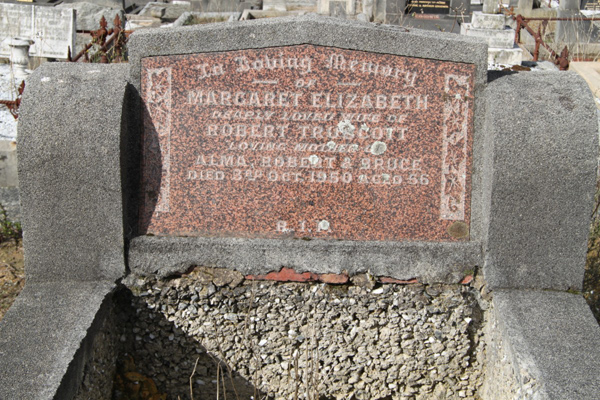 In Loving Memory
OF
MARGARET ELIZABETH
DEARLY LOVED WIFE OF
ROBERT TRUSCOTT
LOVING MOTHER OF
ALMA, ROBERT & BRUCE
DIED 3RD OCT. 1950 AGED 56
R.I.P.